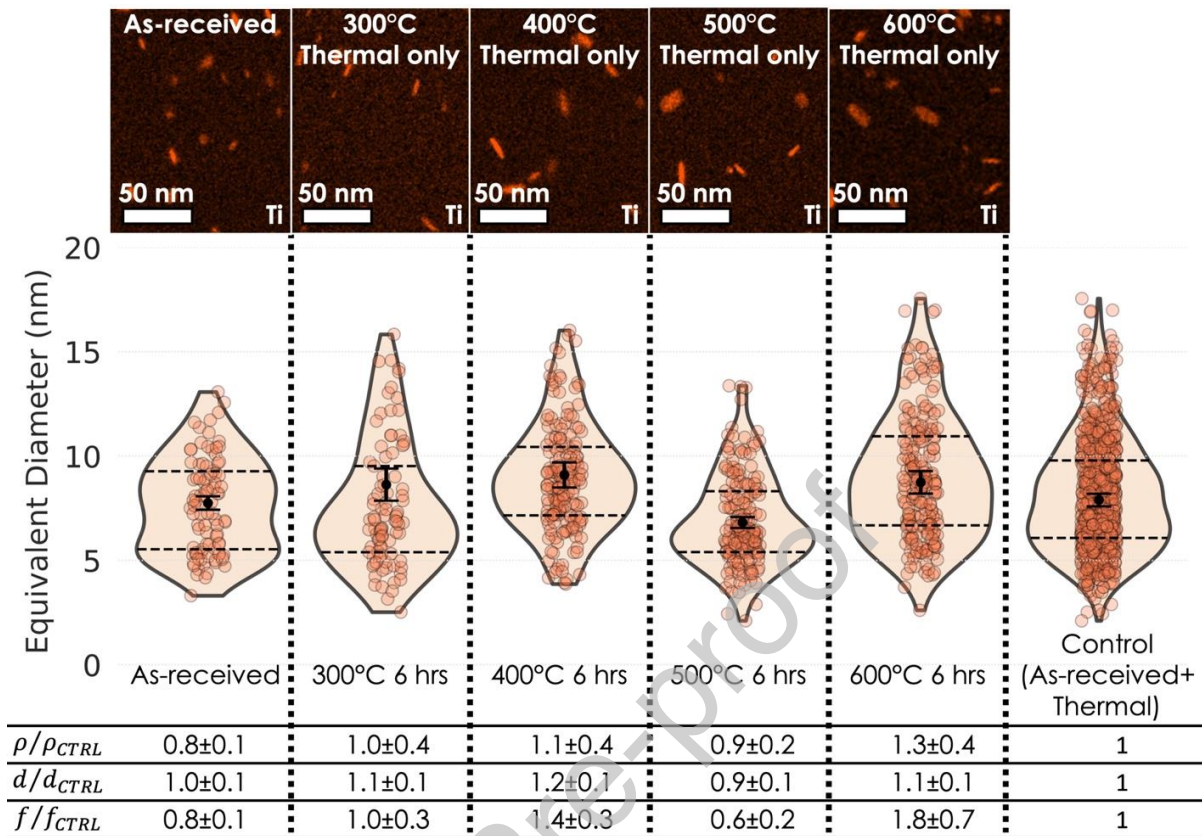 As-received
300°C
Thermal only
400°C
Thermal only
500°C
Thermal only
600°C
Thermal only
50 nm
Ti
50 nm
Ti
50 nm
Ti
50 nm
Ti
50 nm
Ti
Equivalent Diameter (nm)
20
15
10
5
0
As-received
300°C 6 hrs
400°C 6 hrs
500°C 6 hrs
600°C 6 hrs
Control
(As-received+
Thermal)
ρ/ρCTRL 0.8±0.1 1.0±0.4 1.1±0.4 0.9±0.2 1.3±0.4 1
d/dCTRL 1.0±0.1 1.1±0.1 1.2±0.1 0.9±0.1 1.1±0.1 1
f/fCTRL 0.8±0.1 1.0±0.3 1.4±0.3 0.6±0.2 1.8±0.7 1
Pre-proof